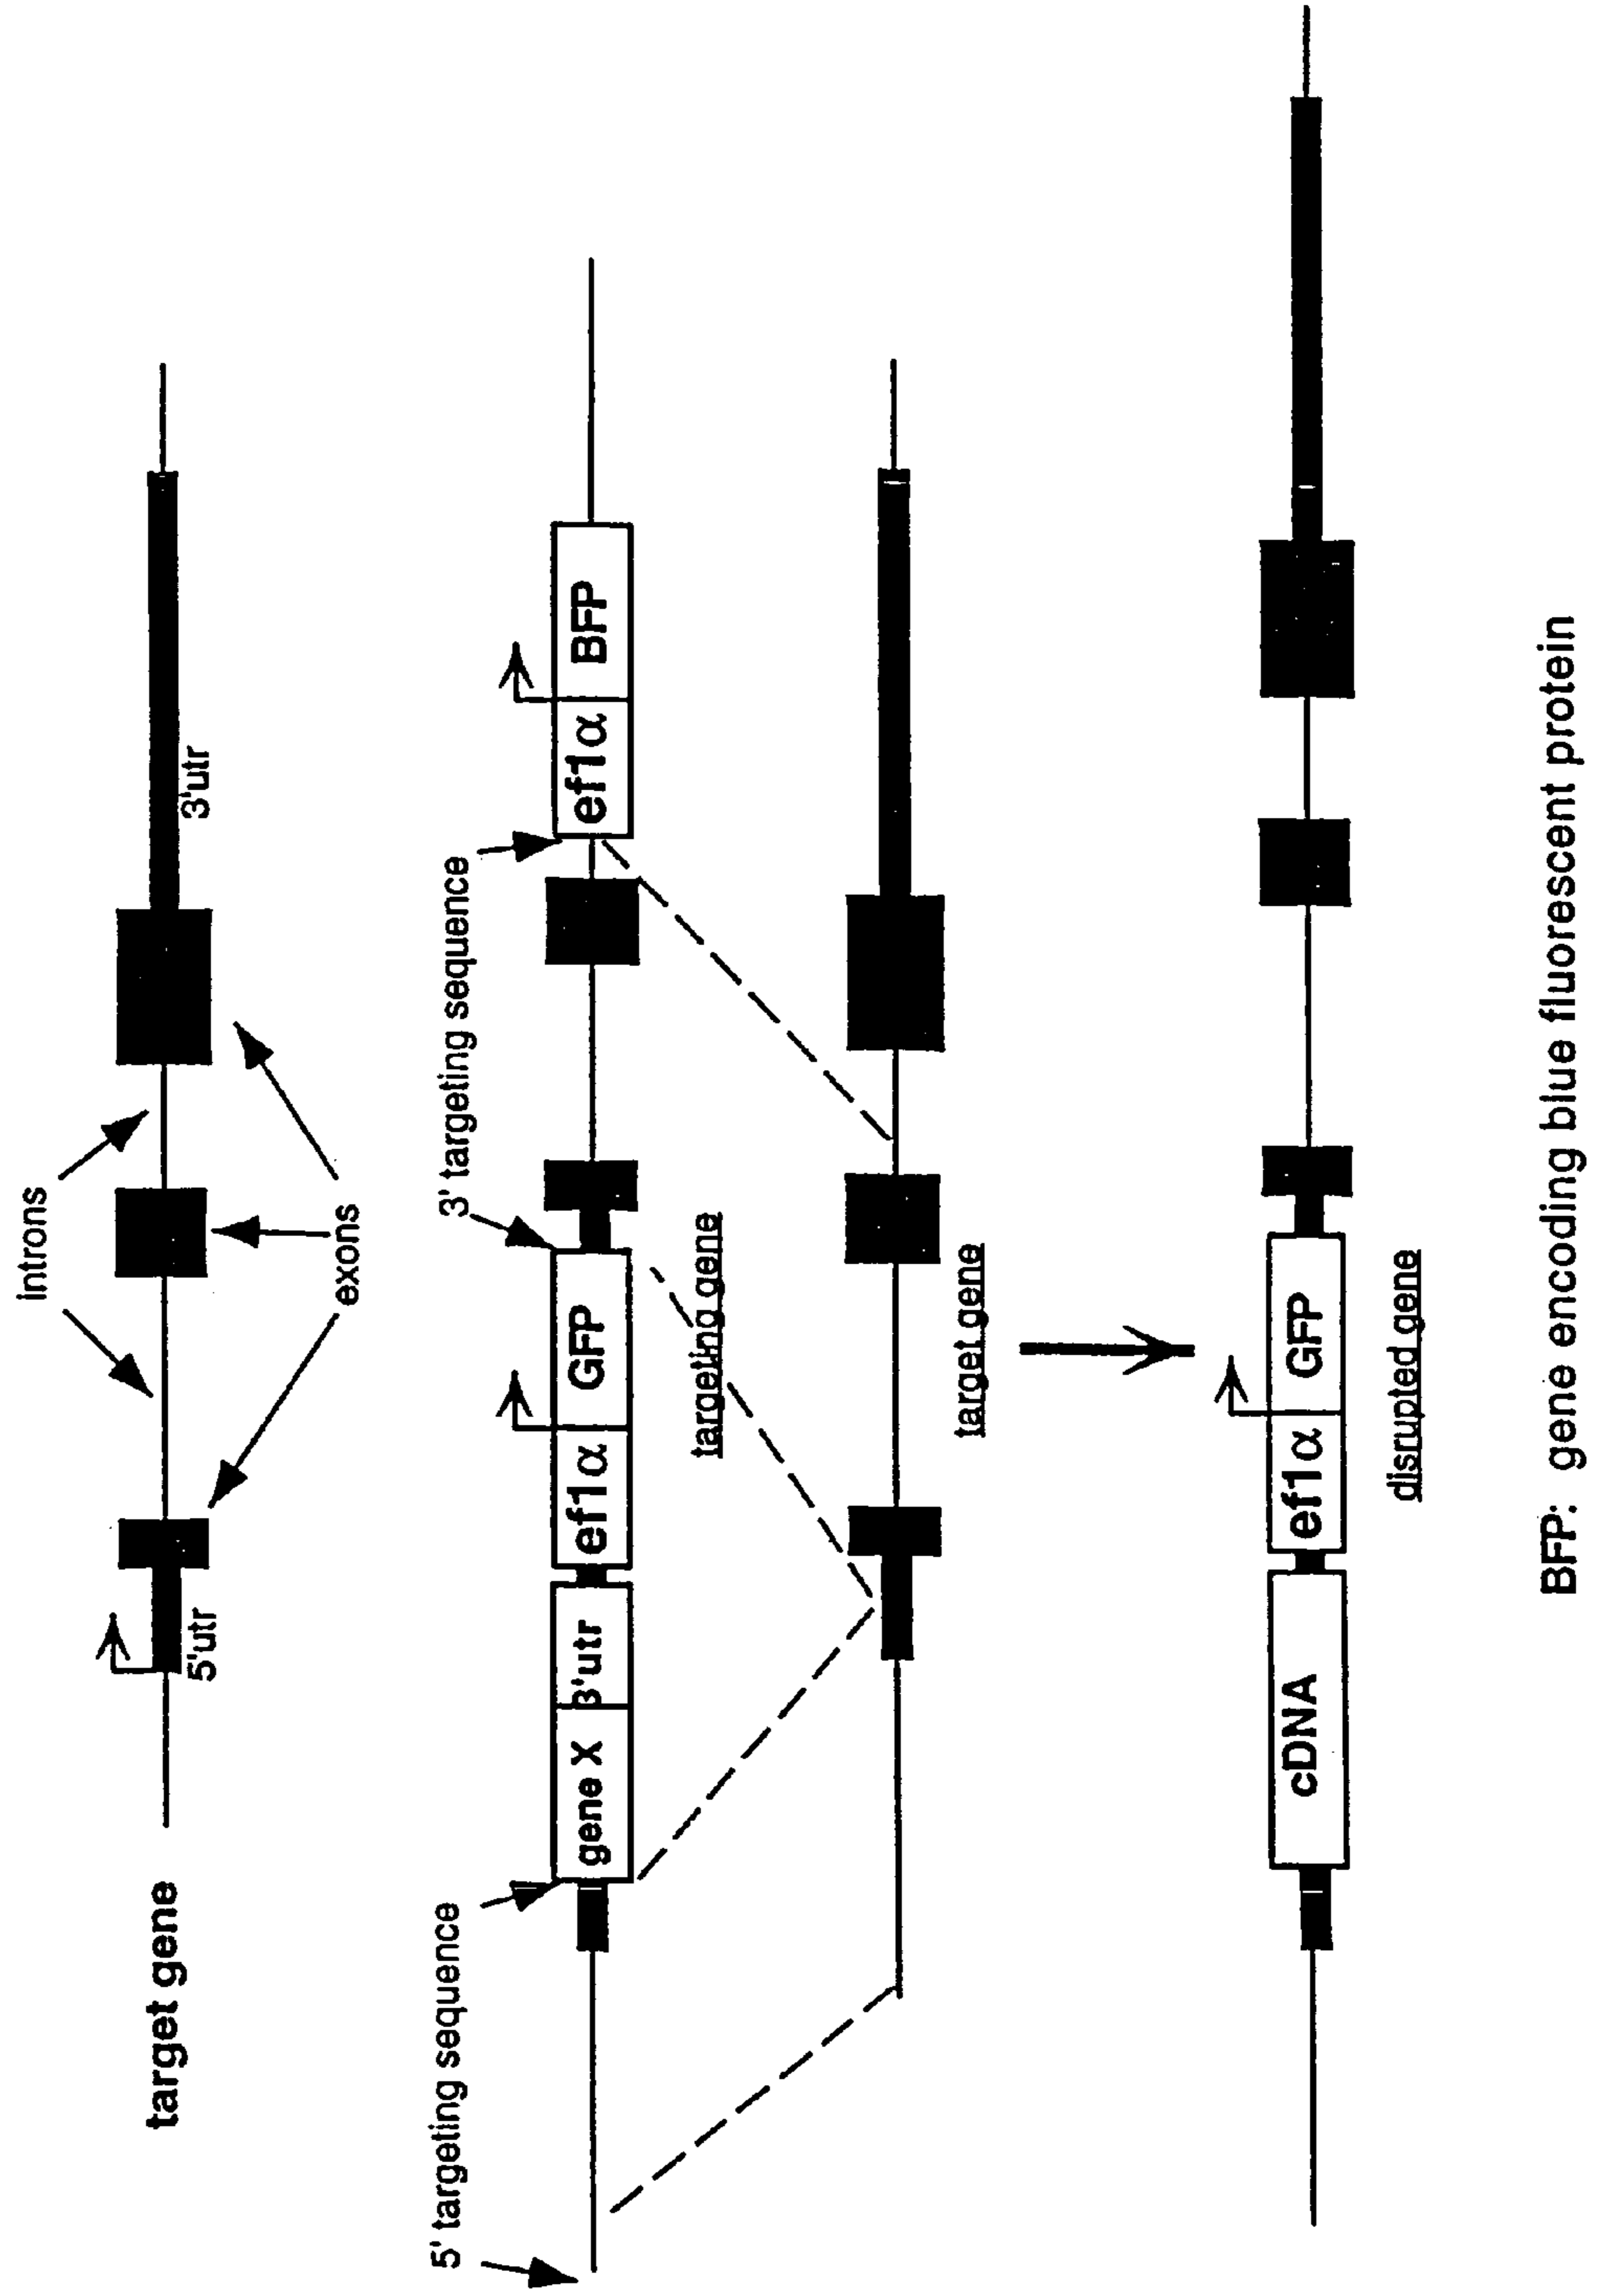 target gene
introns
5'utr
exons
3'utr
5' targeting sequence
3' targeting sequence
gene X
3'utr
ef1α
GFP
ef1α
BFP
targeting gene
target gene
cDNA
ef1α
GFP
disrupted gene
BFP: gene encoding blue fluorescent protein